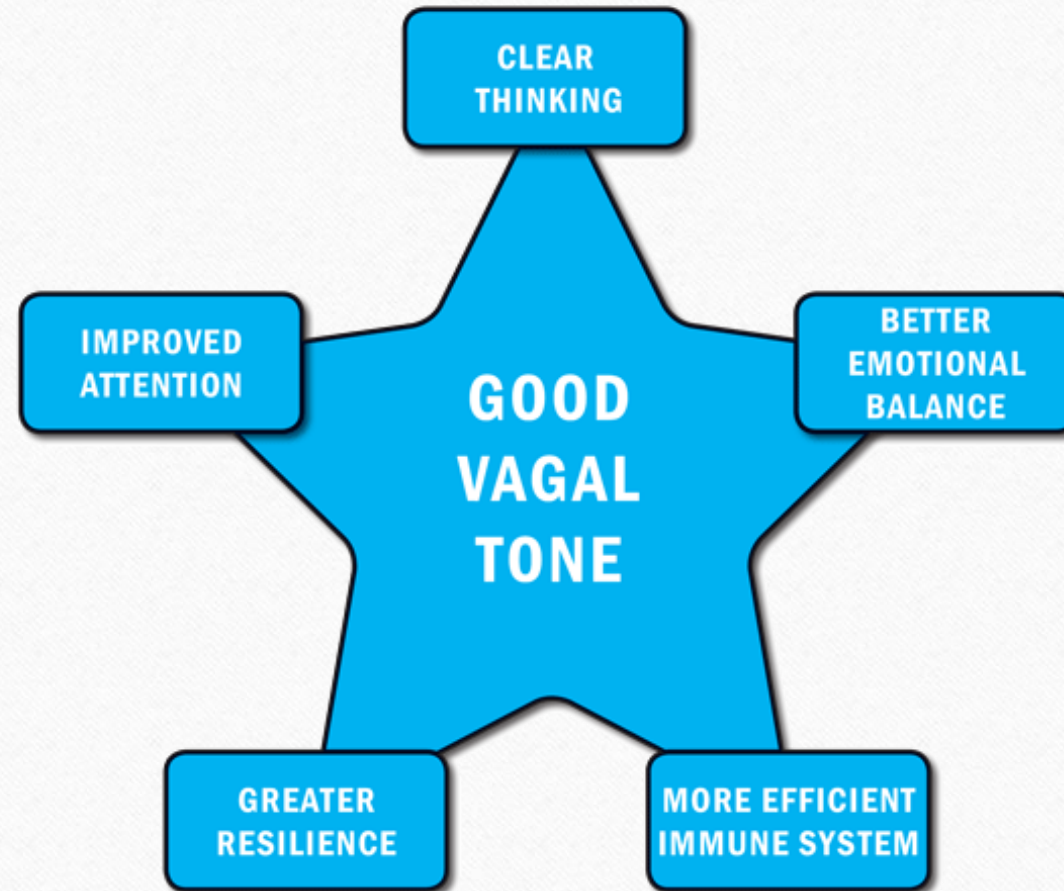 CLEAR
THINKING
IMPROVED
ATTENTION
BETTER
EMOTIONAL
BALANCE
GOOD
VAGAL
TONE
GREATER
RESILIENCE
MORE EFFICIENT
IMMUNE SYSTEM